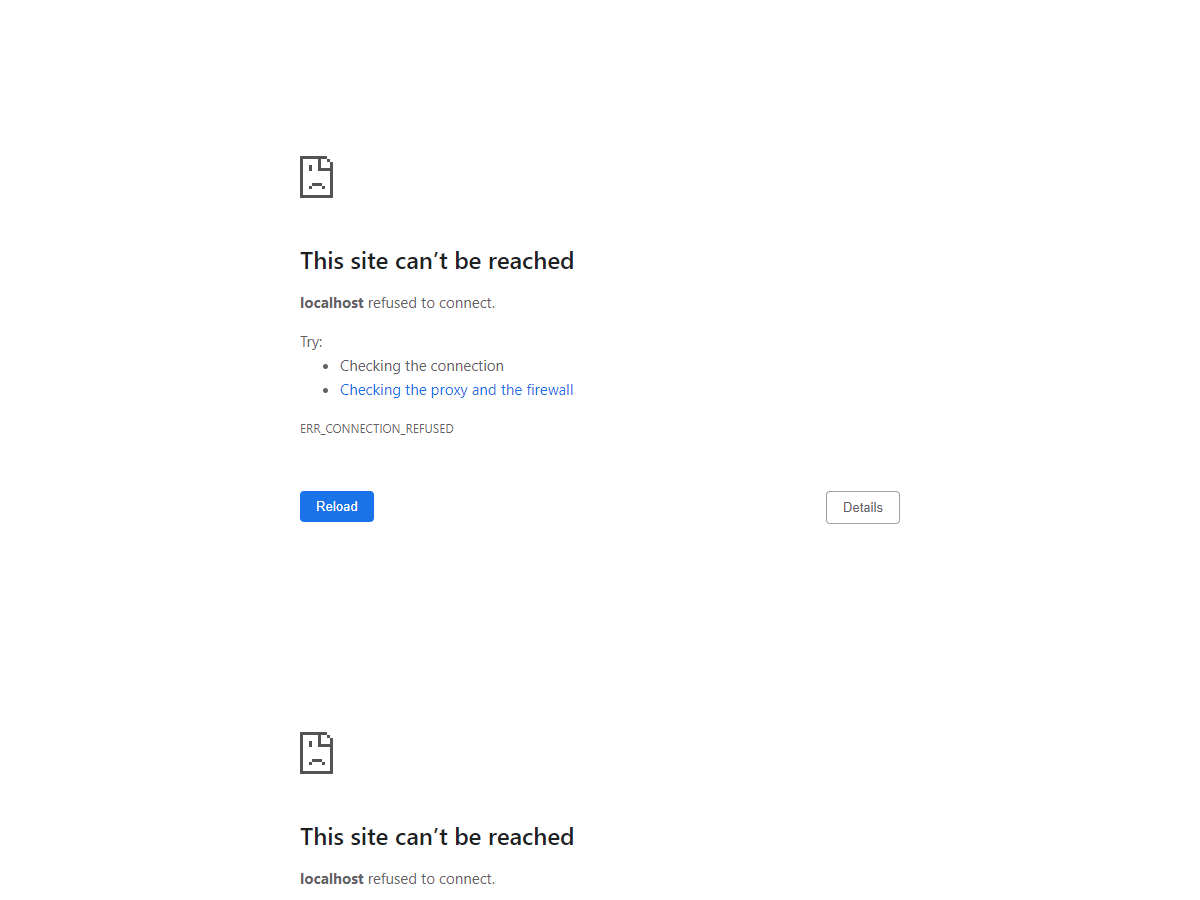 This site can’t be reached
localhost refused to connect.
Try:
Checking the connection
Checking the proxy and the firewall
ERR_CONNECTION_REFUSED
Reload
Details
This site can’t be reached
localhost refused to connect.